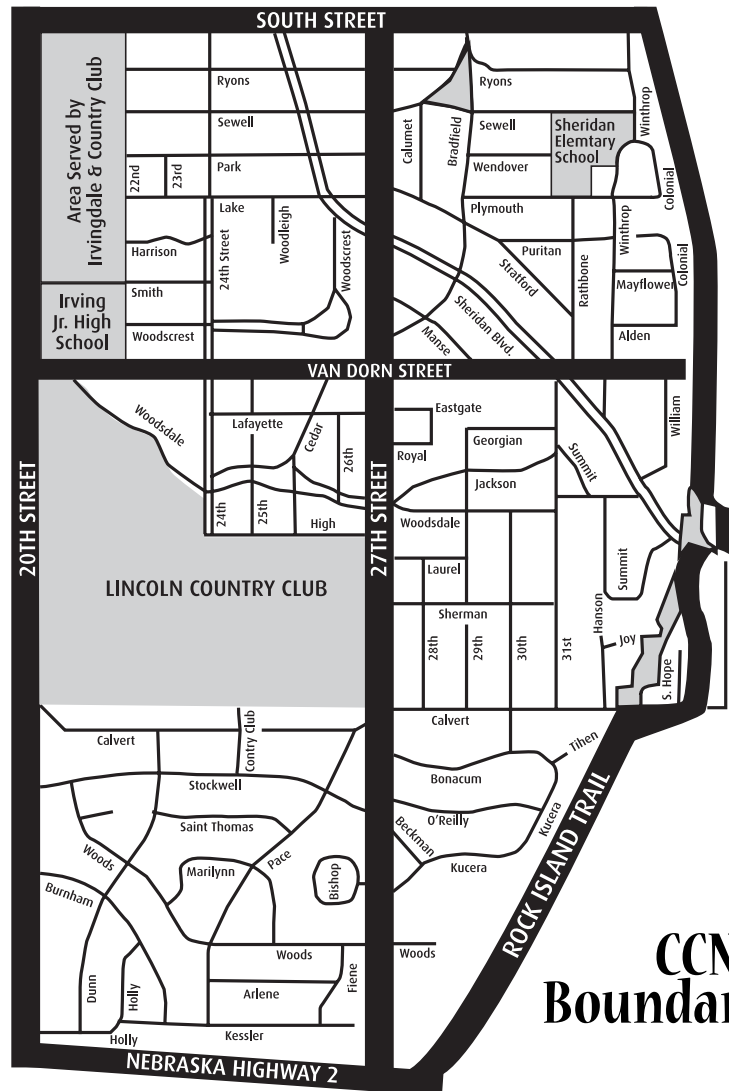 SOUTH STREET
Area Served by
Irvingdale & Country Club
Ryons
Sewell
22nd
23rd
Park
Lake
24th Street
Woodleigh
Woodscrest
Harrison
Smith
Irving
Jr. High
School
Woodscrest
Ryons
Calumet
Bradfield
Sewell
Wendover
Sheridan
Elemtary
School
Winthrop
Colonial
Plymouth
Puritan
Stratford
Rathbone
Winthrop
Colonial
Mayflower
Sheridan Blvd.
Manse
Alden
VAN DORN STREET
20TH STREET
27TH STREET
Woodsdale
Lafayette
Cedar
26th
24th
25th
High
LINCOLN COUNTRY CLUB
Eastgate
Royal
Georgian
Jackson
Summit
William
Woodsdale
Laurel
Sherman
28th
29th
30th
31st
Hanson
Joy
Summit
S. Hope
Calvert
Contry Club
Stockwell
Saint Thomas
Woods
Marilynn
Pace
Bishop
Burnham
Dunn
Holly
Woods
Arlene
Fiene
Holly
Kessler
Calvert
Tihen
Bonacum
O'Reilly
Beckman
Kucera
Kucera
Woods
ROCK ISLAND TRAIL
NEBRASKA HIGHWAY 2
CCN
Boundar